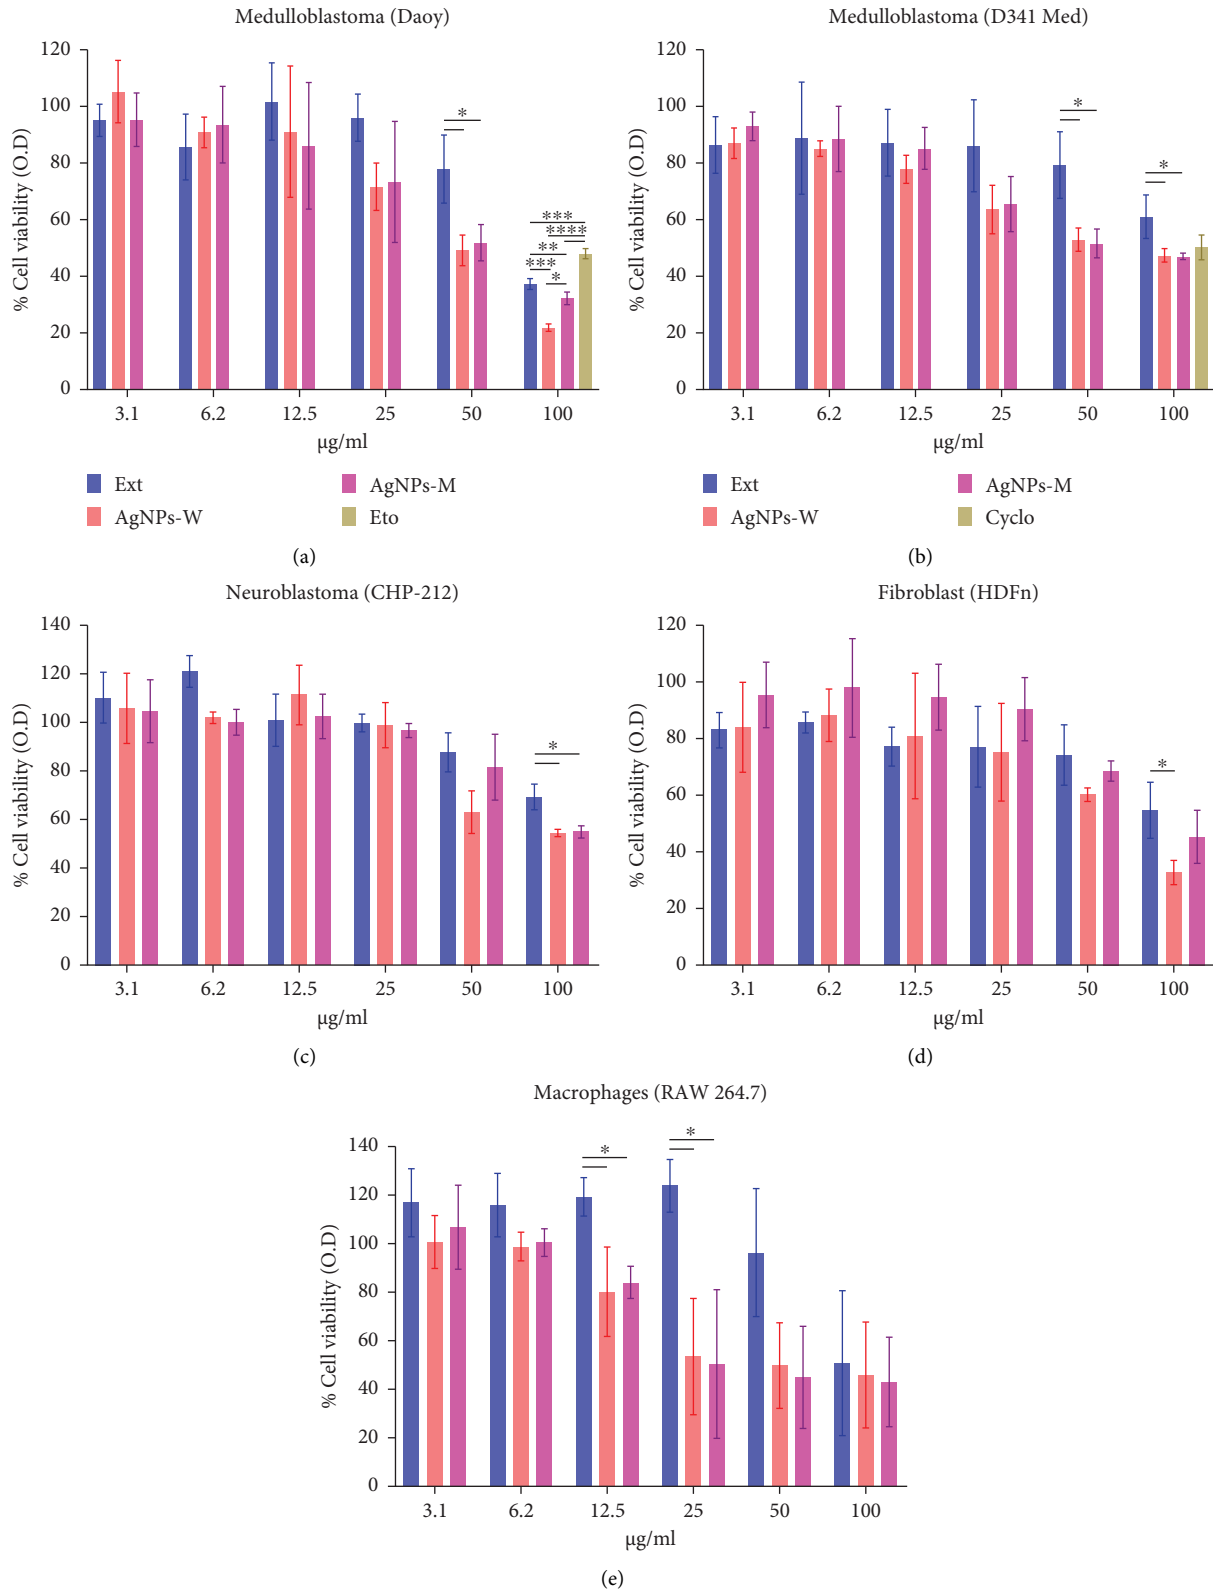 Medulloblastoma (Daoy)
% Cell viability (O.D)
120
100
80
60
40
20
0
*
***
****
**
***
*
3.1 6.2 12.5 25 50 100
µg/ml
Ext AgNPs-M
AgNPs-W Eto
(a)
Medulloblastoma (D341 Med)
% Cell viability (O.D)
120
100
80
60
40
20
0
*
*
3.1 6.2 12.5 25 50 100
µg/ml
Ext AgNPs-M
AgNPs-W Cyclo
(b)
Neuroblastoma (CHP-212)
% Cell viability (O.D)
140
120
100
80
60
40
20
0
*
3.1 6.2 12.5 25 50 100
µg/ml
(c)
Fibroblast (HDFn)
% Cell viability (O.D)
120
100
80
60
40
20
0
*
3.1 6.2 12.5 25 50 100
µg/ml
(d)
Macrophages (RAW 264.7)
% Cell viability (O.D)
140
120
100
80
60
40
20
0
*
*
3.1 6.2 12.5 25 50 100
µg/ml
(e)